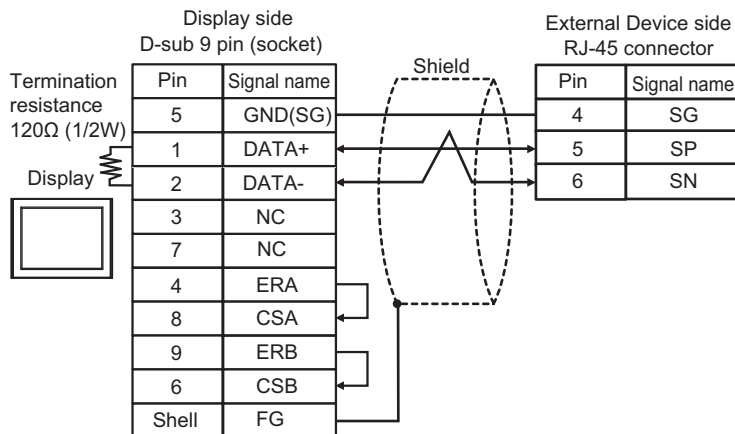 Display side
D-sub 9 pin (socket)
External Device side
RJ-45 connector
Termination
resistance
120Ω (1/2W)
Display
Shield
Pin Signal name
5 GND(SG)
1 DATA+
2 DATA-
3 NC
7 NC
4 ERA
8 CSA
9 ERB
6 CSB
Shell FG
Pin Signal name
4 SG
5 SP
6 SN